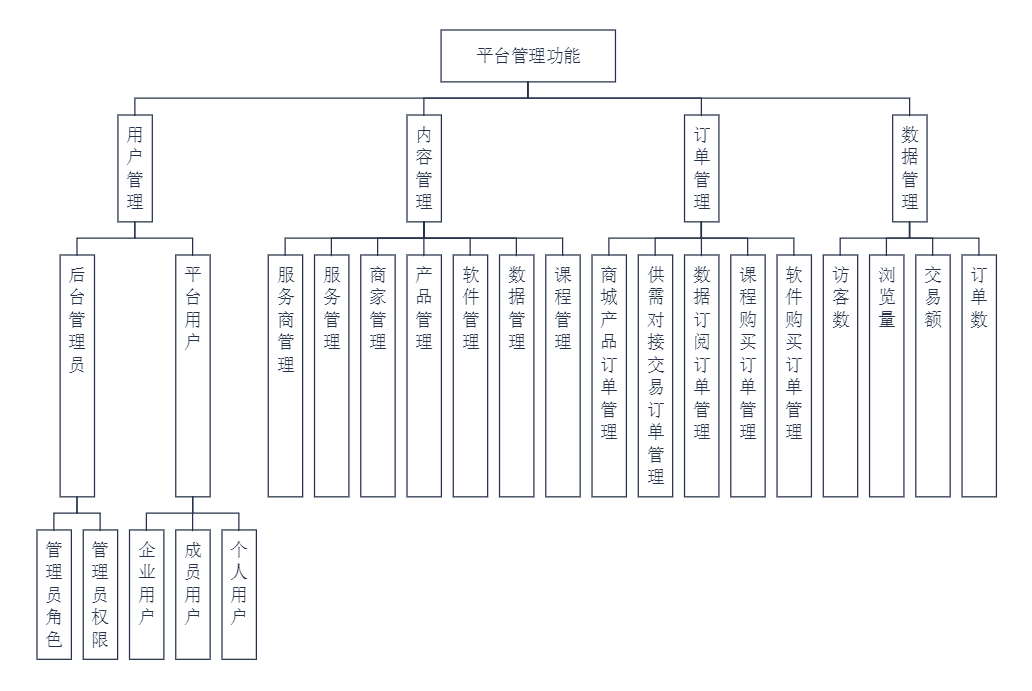 平台管理功能
用户管理
内容管理
订单管理
数据管理
后台管理员
平台用户
服务商管理
服务管理
商家管理
产品管理
软件管理
数据管理
课程管理
商城产品订单管理
供需对接交易订单管理
数据订阅订单管理
课程购买订单管理
软件购买订单管理
访客数
浏览量
交易额
订单数
管理员角色
管理员权限
企业用户
成员用户
个人用户